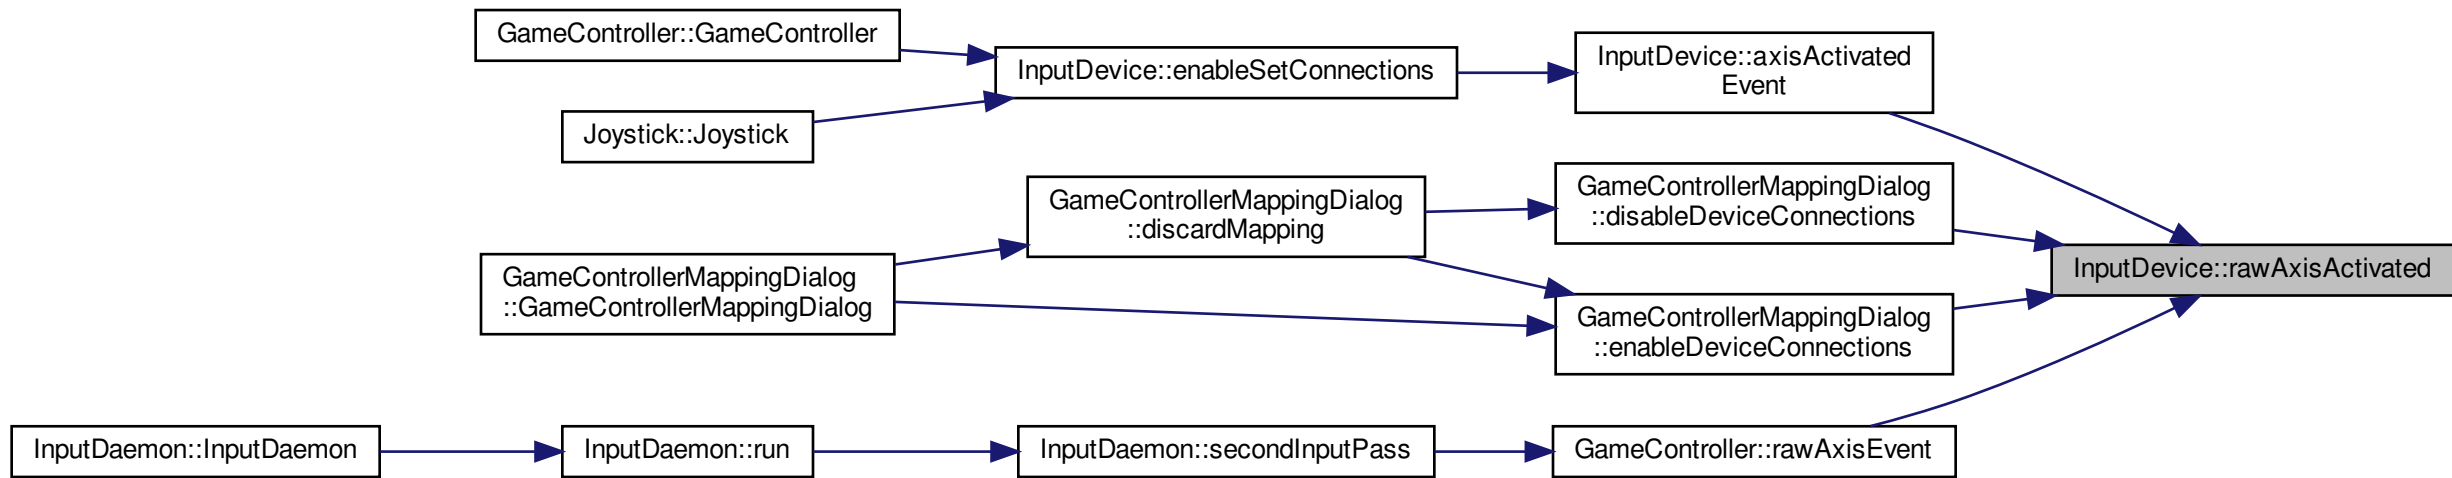 GameController::GameController
Joystick::Joystick
InputDevice::enableSetConnections
InputDevice::axisActivated
Event
GameControllerMappingDialog
::discardMapping
GameControllerMappingDialog
::disableDeviceConnections
GameControllerMappingDialog
::GameControllerMappingDialog
GameControllerMappingDialog
::enableDeviceConnections
InputDevice::rawAxisActivated
InputDaemon::InputDaemon
InputDaemon::run
InputDaemon::secondInputPass
GameController::rawAxisEvent